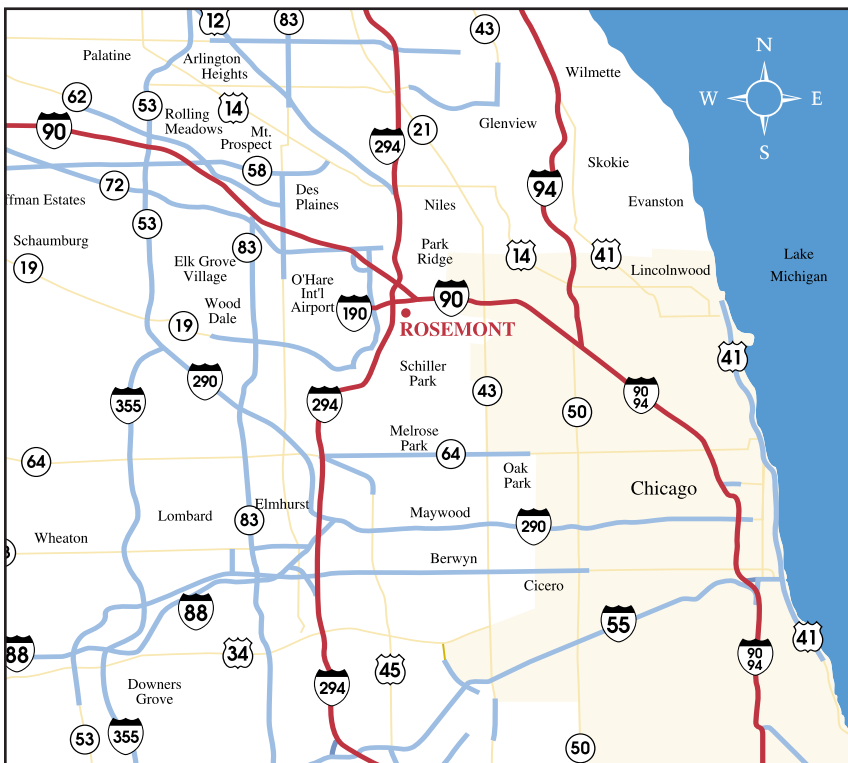 12
83
43
Palatine
Arlington
Heights
Wilmette
N
W
E
S
62
53
14
Rolling
Meadows
90
294
21
Glenview
Mt.
Prospect
58
Skokie
72
94
Des
Plaines
ffman Estates
Niles
Evanston
53
Schaumburg
83
Park
Ridge
14
41
Lake
Michigan
19
Elk Grove
Village
Lincolnwood
O'Hare
Int'l
Airport
190
90
Wood
Dale
19
ROSEMONT
41
Schiller
Park
290
355
294
43
90
94
50
Melrose
Park
64
64
Oak
Park
Chicago
Elmhurst
Lombard
83
Maywood
290
Wheaton
Berwyn
Cicero
88
55
88
34
45
41
90
94
294
Downers
Grove
53
355
50